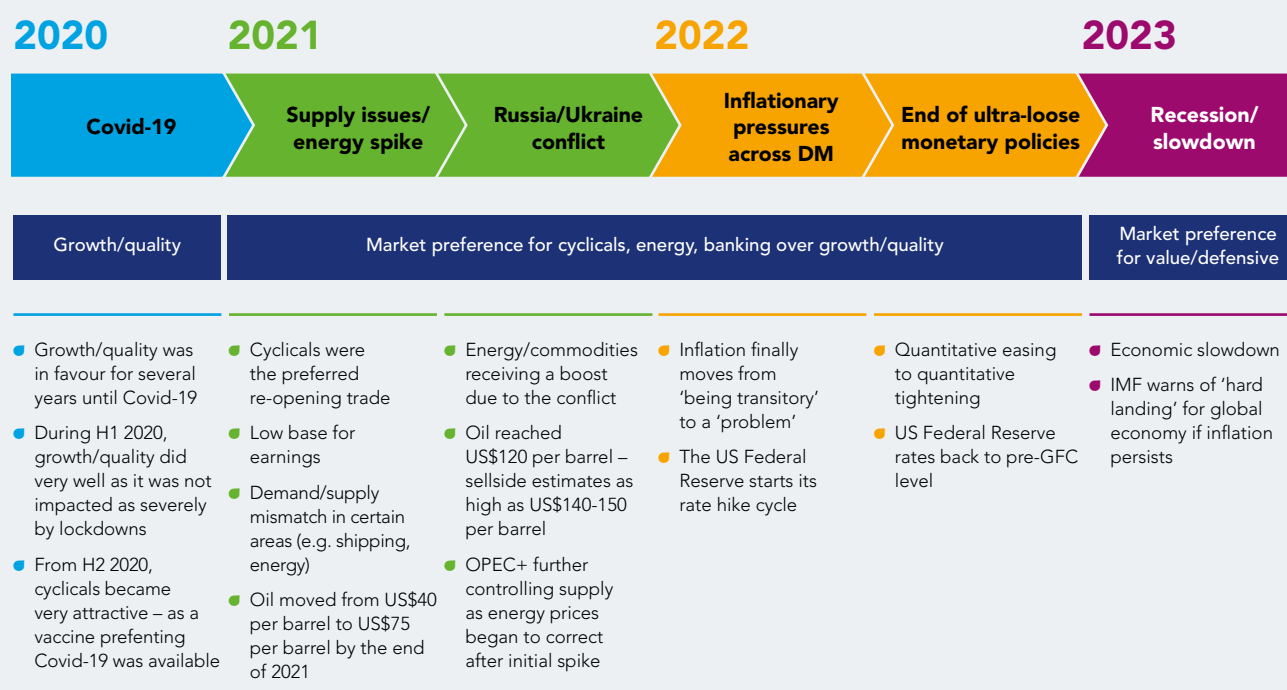 2020
2021
2022
2023
Covid-19
Supply issues/
energy spike
Russia/Ukraine
conflict
Inflationary
pressures
across DM
End of ultra-loose
monetary policies
Recession/
slowdown
Growth/quality
Market preference for cyclicals, energy, banking over growth/quality
Market preference
for value/defensive
Growth/quality was
in favour for several
years until Covid-19
During H1 2020,
growth/quality did
very well as it was not
impacted as severely
by lockdowns
From H2 2020,
cyclicals became
very attractive – as a
vaccine prefenting
Covid-19 was available
Cyclicals were
the preferred
re-opening trade
Low base for
earnings
Demand/supply
mismatch in certain
areas (e.g. shipping,
energy)
Oil moved from US$40
per barrel to US$75
per barrel by the end
of 2021
Energy/commodities
receiving a boost
due to the conflict
Oil reached
US$120 per barrel –
sellside estimates as
high as US$140-150
per barrel
OPEC+ further
controlling supply
as energy prices
began to correct
after initial spike
Inflation finally
moves from
‘being transitory’
to a ‘problem’
The US Federal
Reserve starts its
rate hike cycle
Quantitative easing
to quantitative
tightening
US Federal Reserve
rates back to pre-GFC
level
Economic slowdown
IMF warns of ‘hard
landing’ for global
economy if inflation
persists